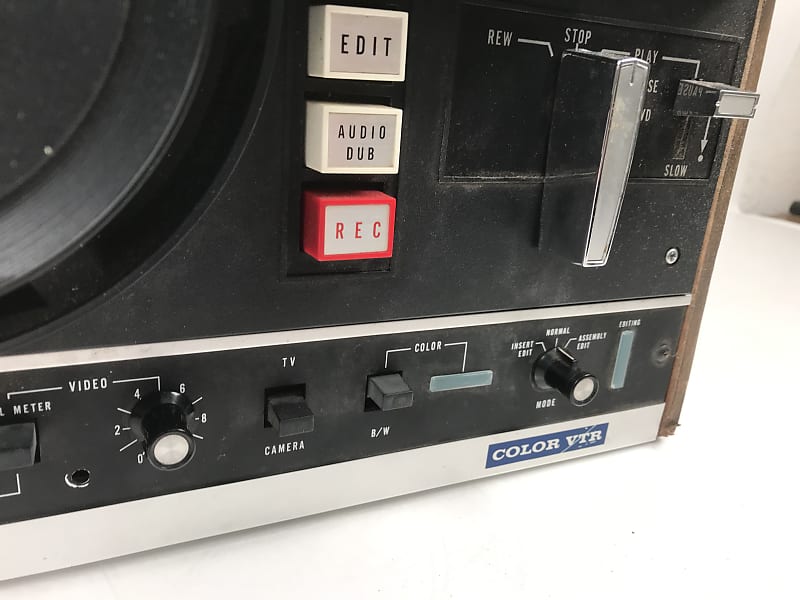 EDIT
AUDIO
DUB
REC
REW
STOP
PLAY
PAUSE
SLOW
VIDEO
METER
0
2
4
6
8
TV
CAMERA
COLOR
B/W
INSERT
EDIT
NORMAL
ASSEMBLY
EDIT
MODE
EDITING
COLOR VTR